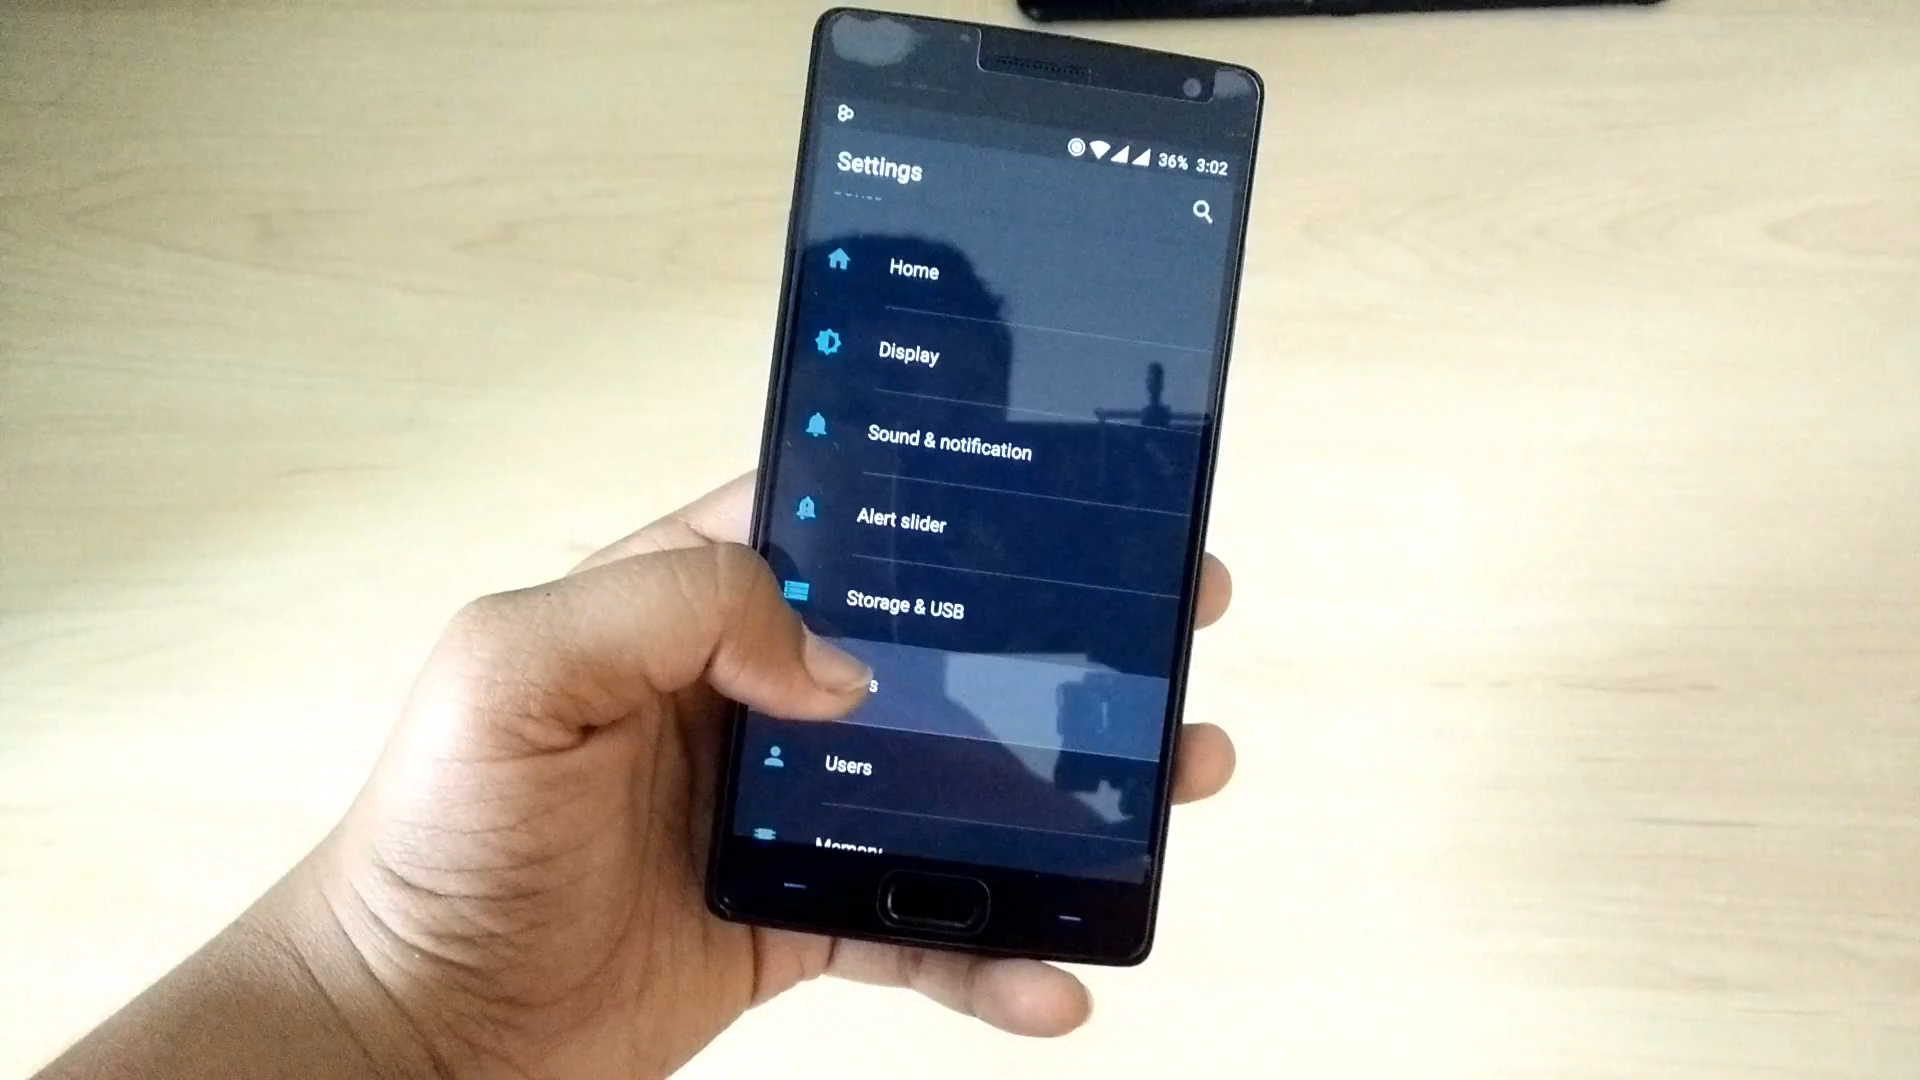 36% 3:02
Settings
Home
Display
Sound & notification
Alert slider
Storage & USB
s
Users
Memory